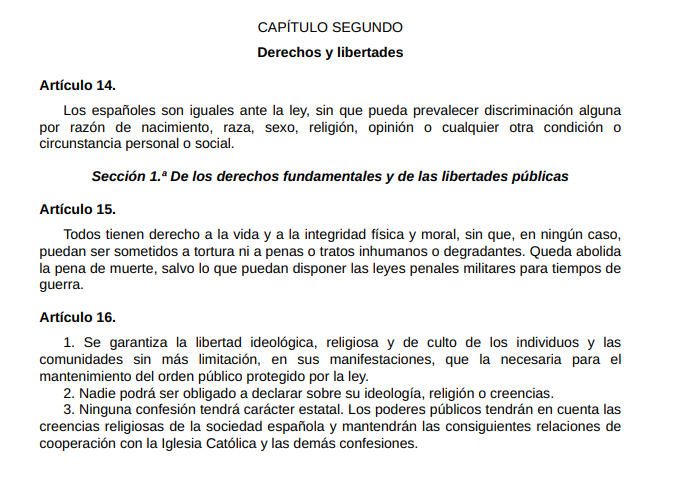 CAPÍTULO SEGUNDO
Derechos y libertades
Artículo 14.
Los españoles son iguales ante la ley, sin que pueda prevalecer discriminación alguna
por razón de nacimiento, raza, sexo, religión, opinión o cualquier otra condición o
circunstancia personal o social.
Sección 1.ª De los derechos fundamentales y de las libertades públicas
Artículo 15.
Todos tienen derecho a la vida y a la integridad física y moral, sin que, en ningún caso,
puedan ser sometidos a tortura ni a penas o tratos inhumanos o degradantes. Queda abolida
la pena de muerte, salvo lo que puedan disponer las leyes penales militares para tiempos de
guerra.
Artículo 16.
1. Se garantiza la libertad ideológica, religiosa y de culto de los individuos y las
comunidades sin más limitación, en sus manifestaciones, que la necesaria para el
mantenimiento del orden público protegido por la ley.
2. Nadie podrá ser obligado a declarar sobre su ideología, religión o creencias.
3. Ninguna confesión tendrá carácter estatal. Los poderes públicos tendrán en cuenta las
creencias religiosas de la sociedad española y mantendrán las consiguientes relaciones de
cooperación con la Iglesia Católica y las demás confesiones.